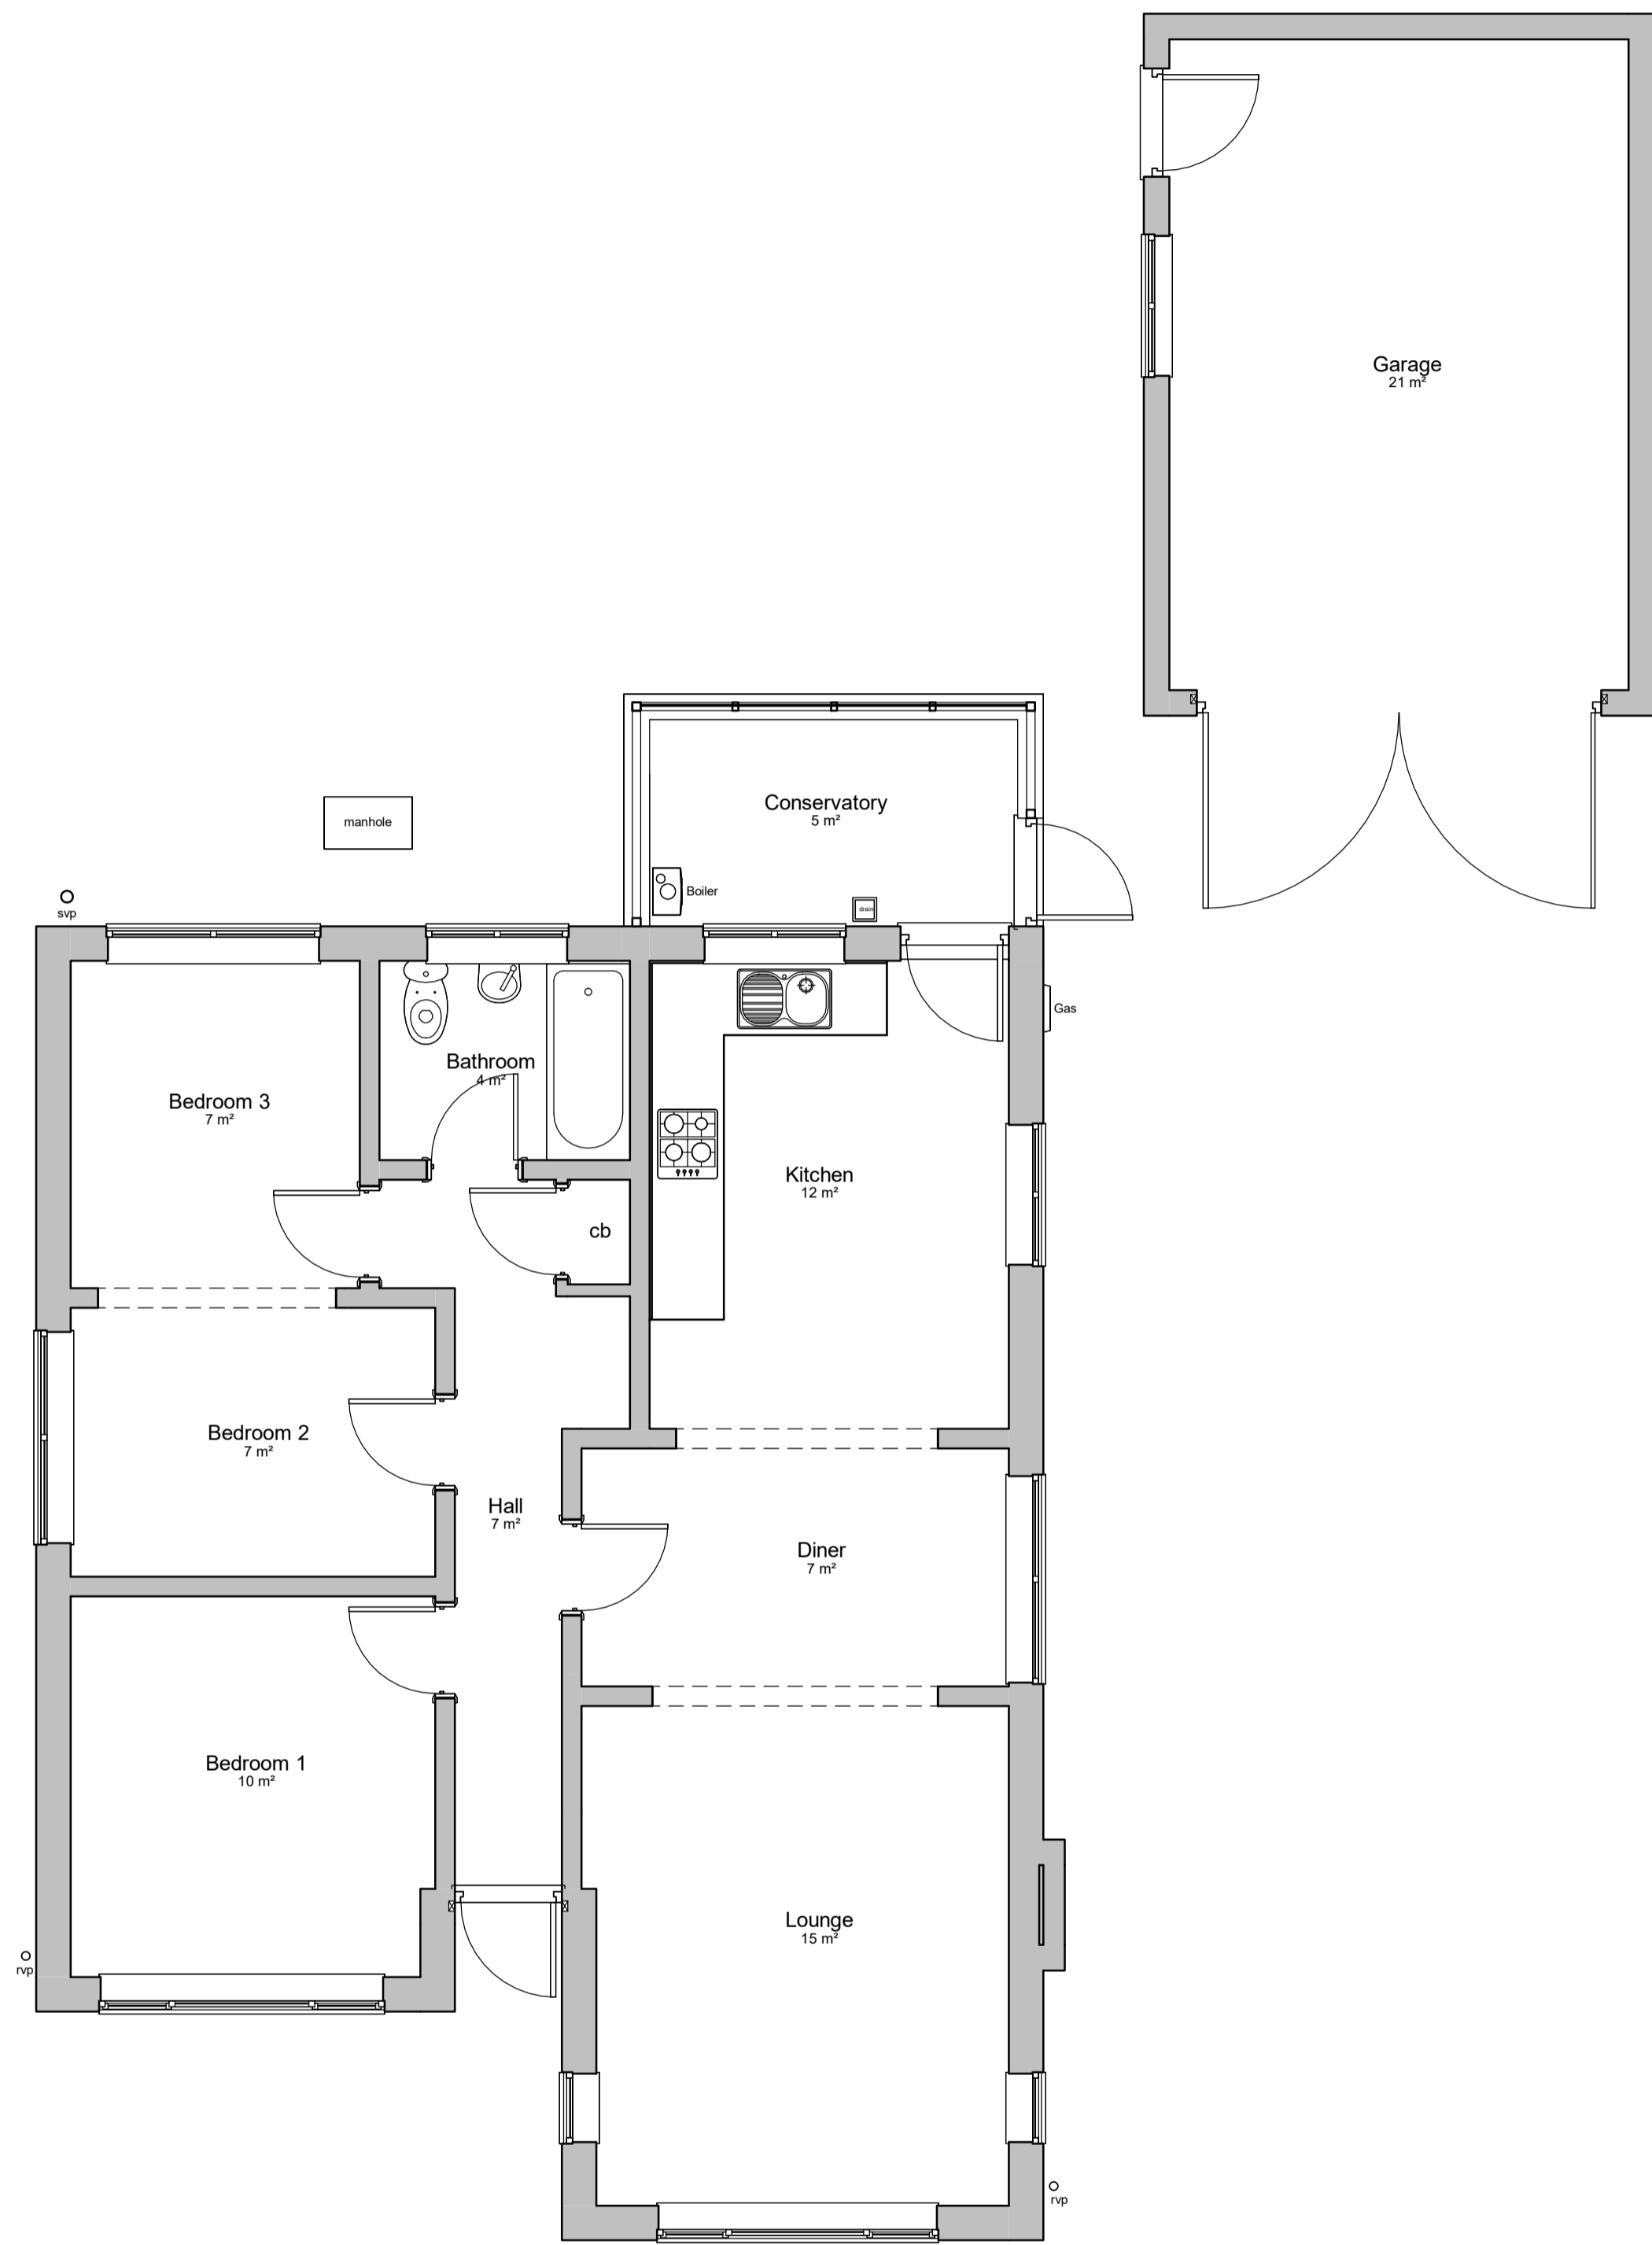 Garage
21 m²
Conservatory
5 m²
manhole
Boiler
drain
svp
Gas
Bathroom
4 m²
Bedroom 3
7 m²
Kitchen
12 m²
cb
Bedroom 2
7 m²
Hall
7 m²
Diner
7 m²
Bedroom 1
10 m²
Lounge
15 m²
rvp
rvp